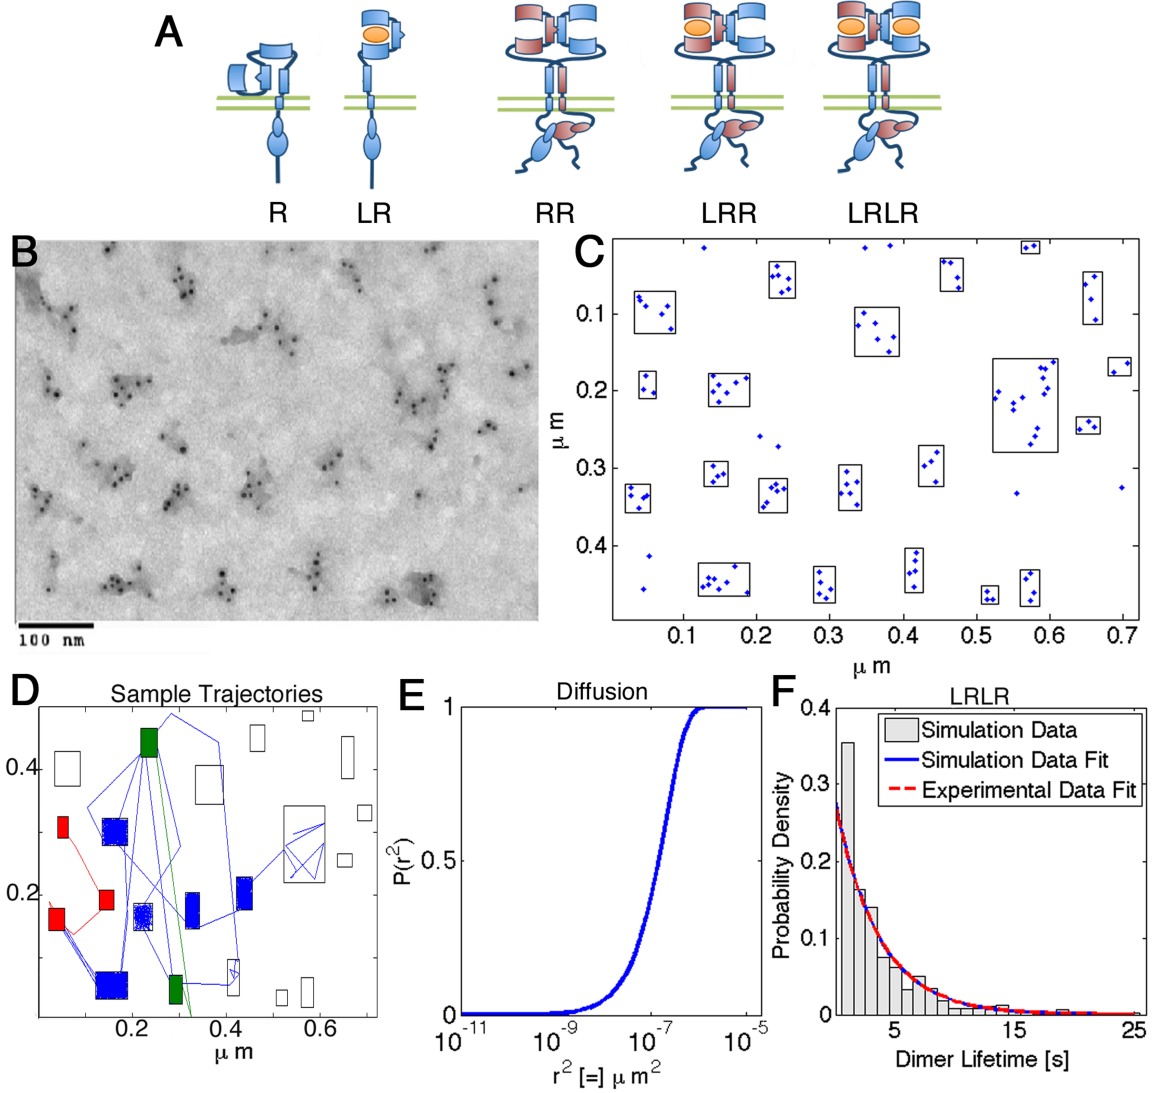 A
R
LR
RR
LRR
LRLR
B
100 nm
C
0.1
0.2
0.3
0.4
μ m
0.1
0.2
0.3
0.4
0.5
0.6
0.7
μ m
D
Sample Trajectories
0.4
0.2
0.2
0.4
0.6
μ m
E
Diffusion
1
0.5
0
P(r²)
10⁻¹¹
10⁻⁹
10⁻⁷
10⁻⁵
r² [=] μ m²
F
LRLR
0.4
0.3
0.2
0.1
0
Probability Density
Simulation Data
Simulation Data Fit
Experimental Data Fit
5
15
25
Dimer Lifetime [s]